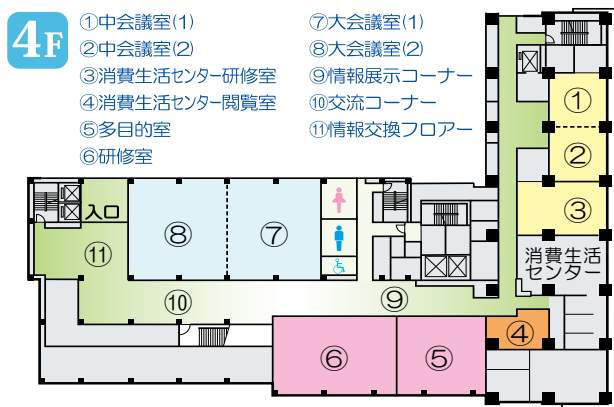 4F
①中会議室(1)
②中会議室(2)
③消費生活センター研修室
④消費生活センター閲覧室
⑤多目的室
⑥研修室
⑦大会議室(1)
⑧大会議室(2)
⑨情報展示コーナー
⑩交流コーナー
⑪情報交換フロアー
①
②
③
入口
⑧
⑦
⑪
消費生活
センター
⑩
⑨
④
⑥
⑤